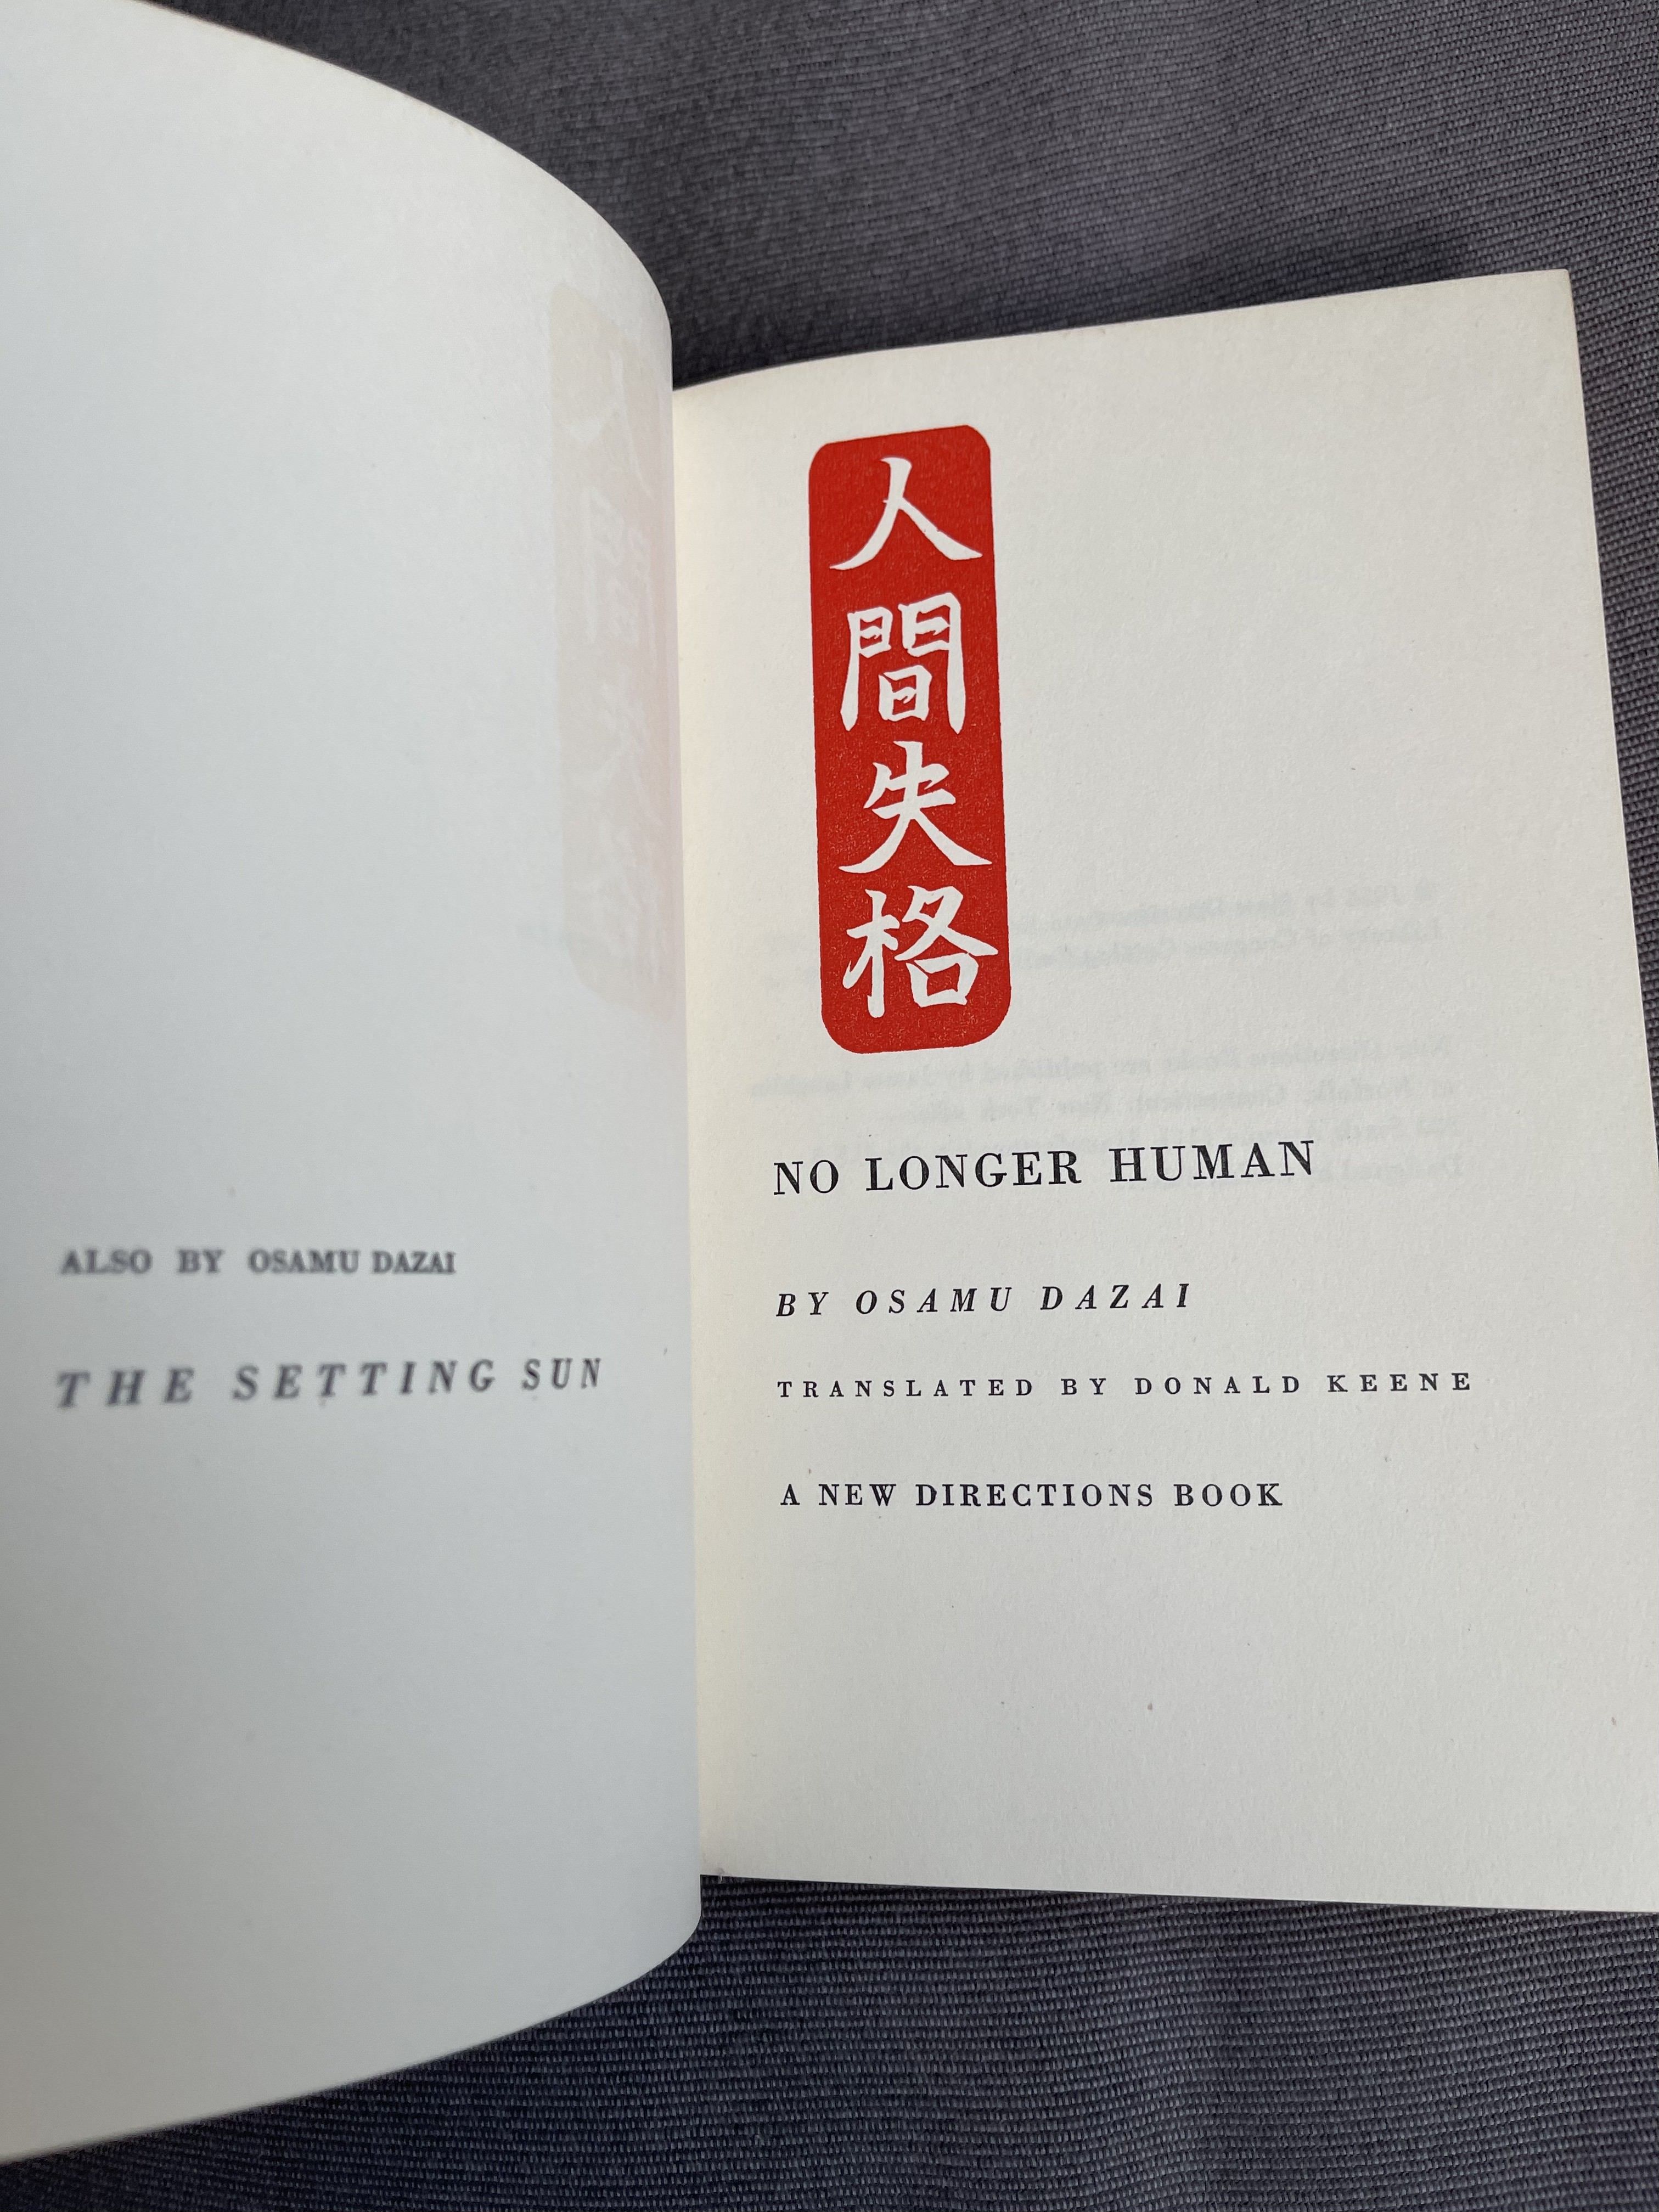 ALSO BY OSAMU DAZAI
THE SETTING SUN
人間失格
NO LONGER HUMAN
BY OSAMU DAZAI
TRANSLATED BY DONALD KEENE
A NEW DIRECTIONS BOOK